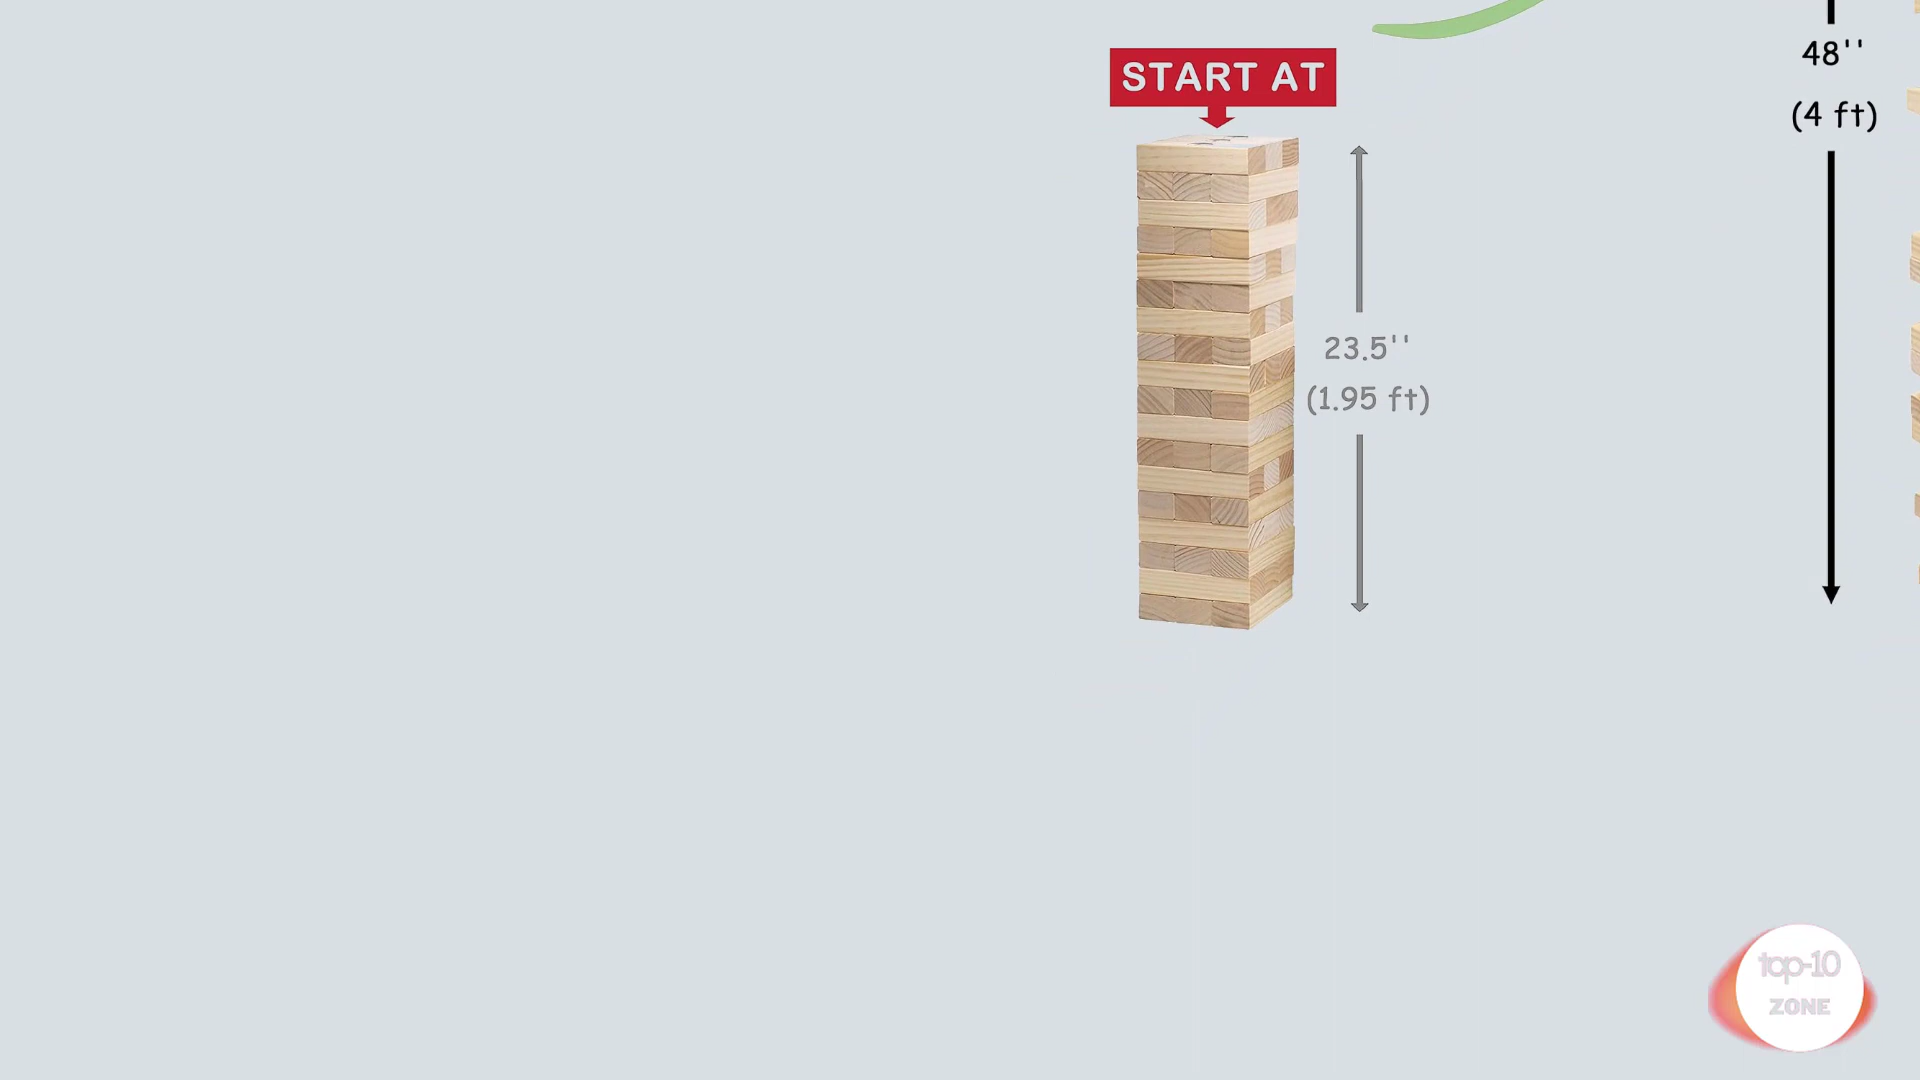 START AT
23.5''
(1.95 ft)
48''
(4 ft)
top-10
ZONE